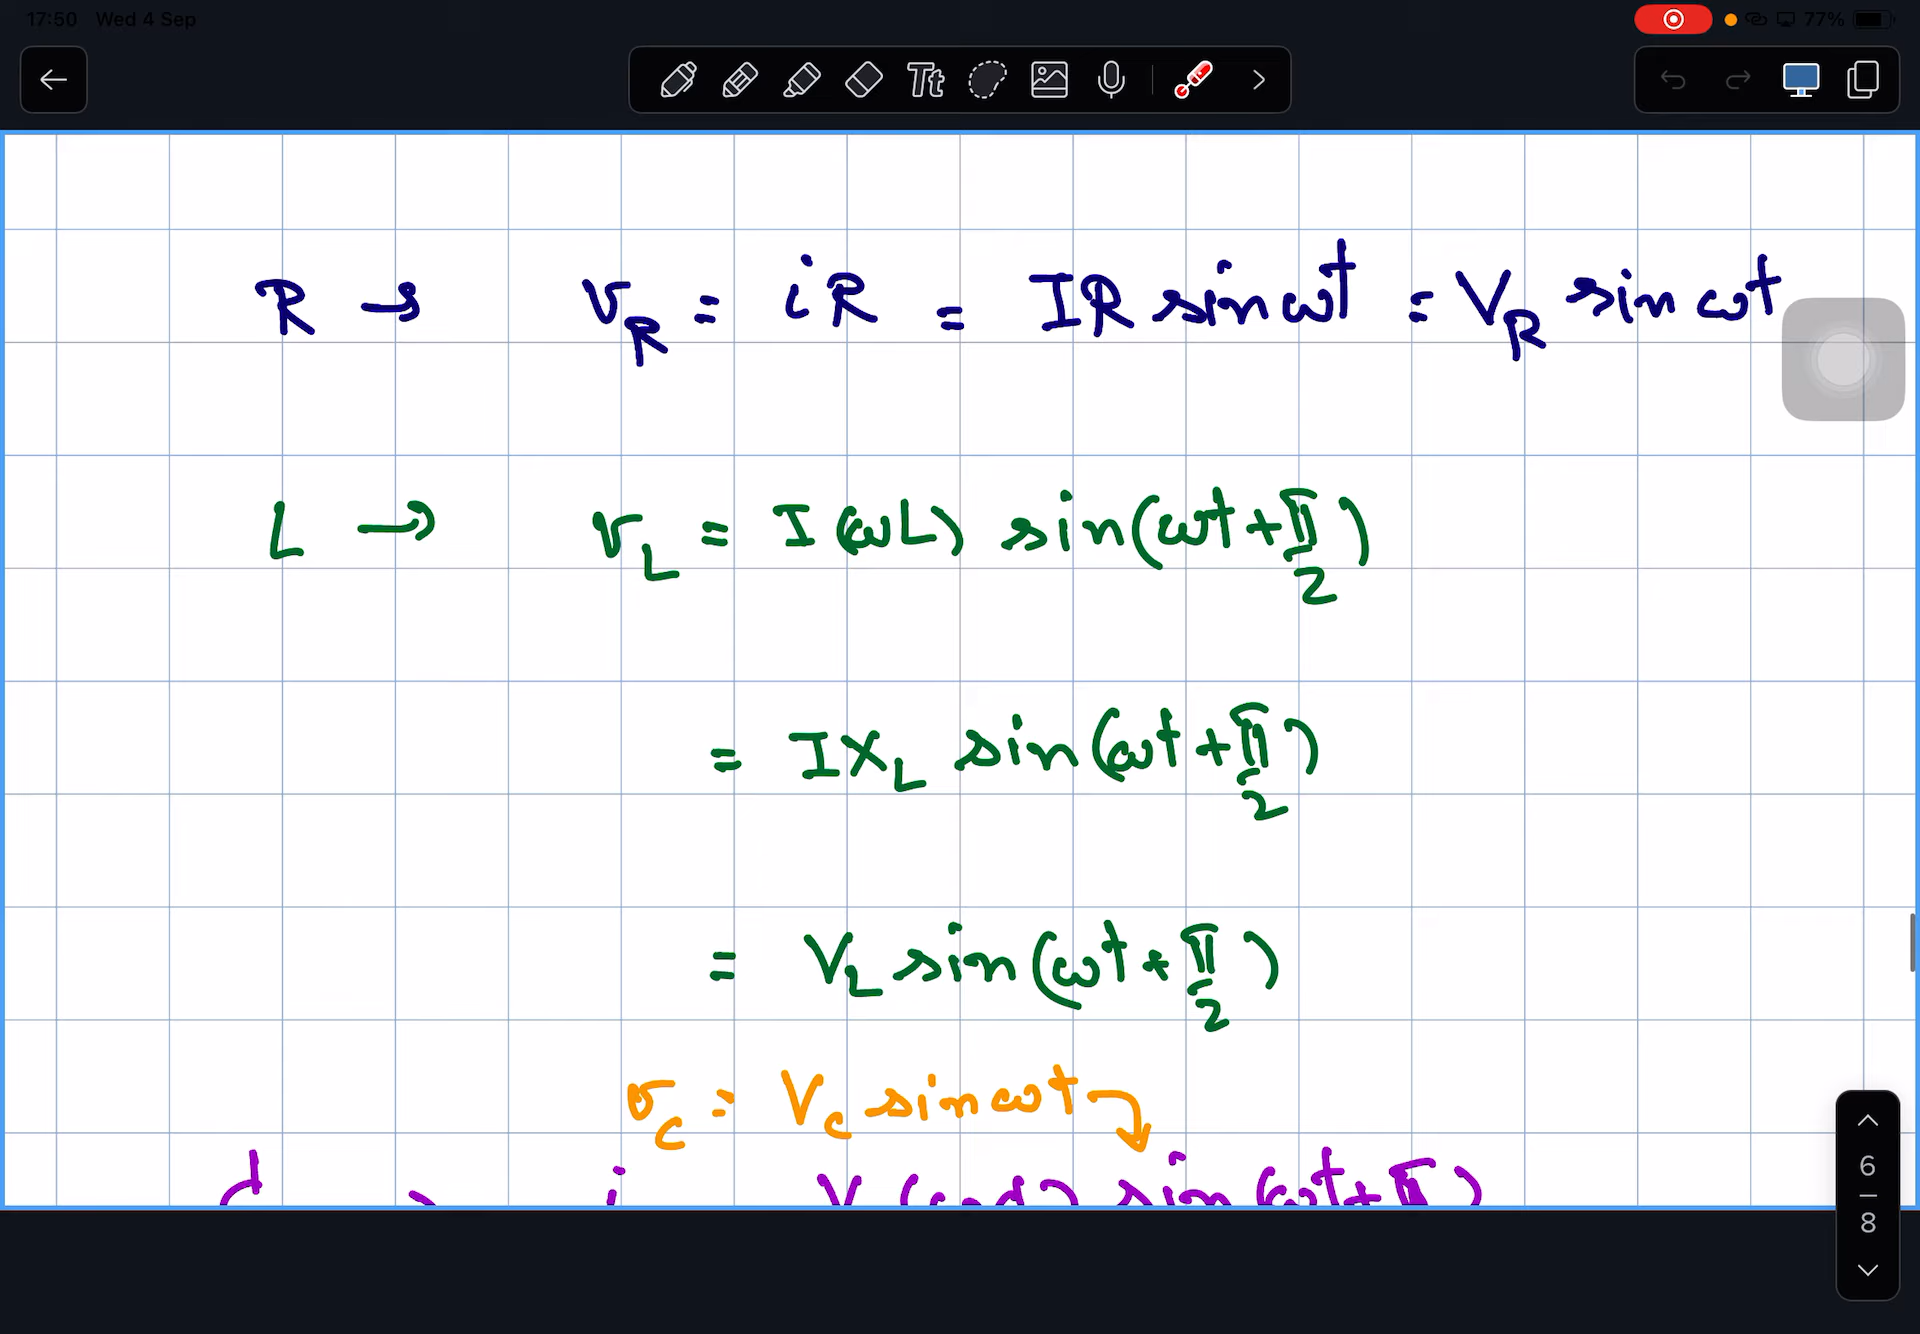 17:50 Wed 4 Sep 77%
Tt
R → v_R = iR = IR sin ωt = V_R sin ωt
L → v_L = I(ωL) sin(ωt + π/2)
= IX_L sin(ωt + π/2)
= V_L sin(ωt + π/2)
v_c = V_c sin ωt
6
8